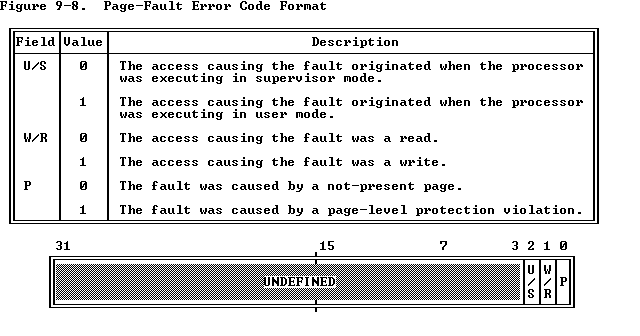 Figure 9-8. Page-Fault Error Code Format
Field Value Description
U/S 0 The access causing the fault originated when the processor
was executing in supervisor mode.
1 The access causing the fault originated when the processor
was executing in user mode.
W/R 0 The access causing the fault was a read.
1 The access causing the fault was a write.
P 0 The fault was caused by a not-present page.
1 The fault was caused by a page-level protection violation.
31 15 7 3 2 1 0
UNDEFINED U/S W/R P